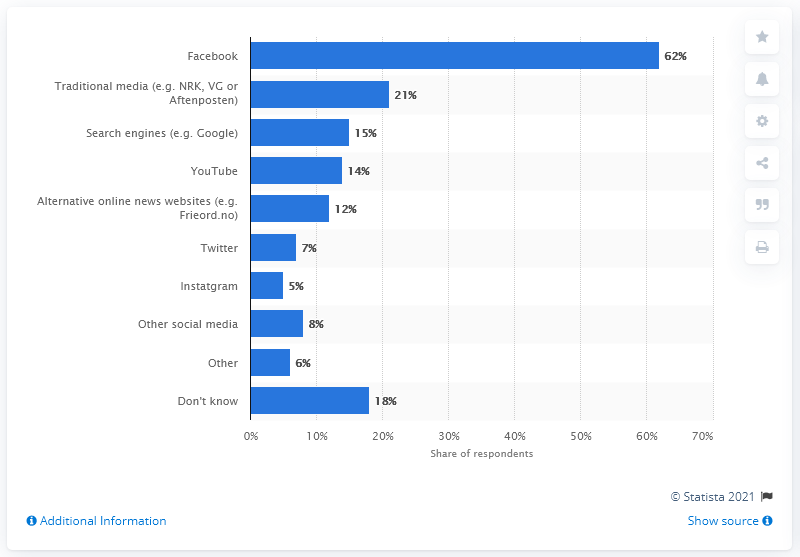 Facebook
62%
Traditional media (e.g. NRK, VG or
Aftenposten)
21%
Search engines (e.g. Google)
15%
YouTube
14%
Alternative online news websites (e.g.
Frieord.no)
12%
Twitter
7%
Instatgram
5%
Other social media
8%
Other
6%
Don't know
18%
0% 10% 20% 30% 40% 50% 60% 70%
Share of respondents
© Statista 2021
Additional Information
Show source